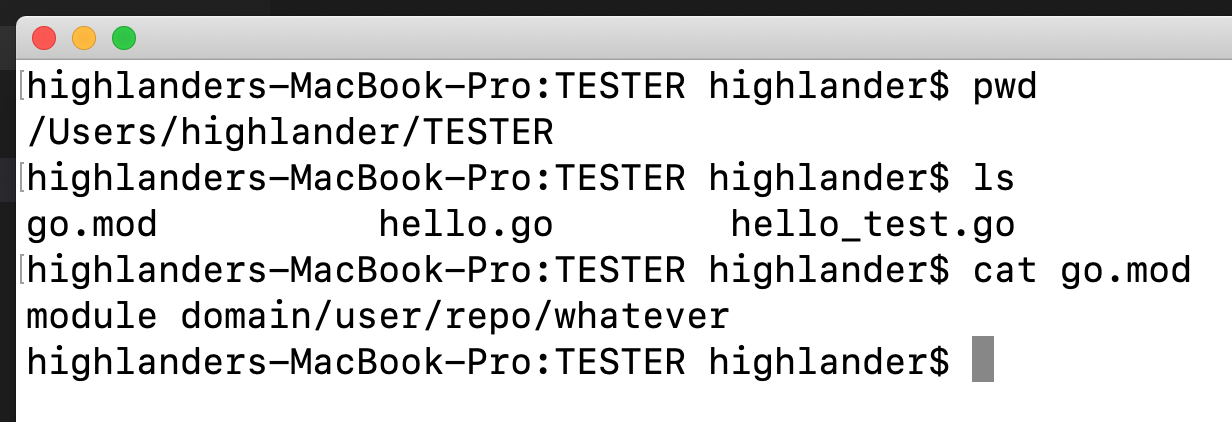 highlanders-MacBook-Pro:TESTER highlander$ pwd
/Users/highlander/TESTER
highlanders-MacBook-Pro:TESTER highlander$ ls
go.mod          hello.go        hello_test.go
highlanders-MacBook-Pro:TESTER highlander$ cat go.mod
module domain/user/repo/whatever
highlanders-MacBook-Pro:TESTER highlander$